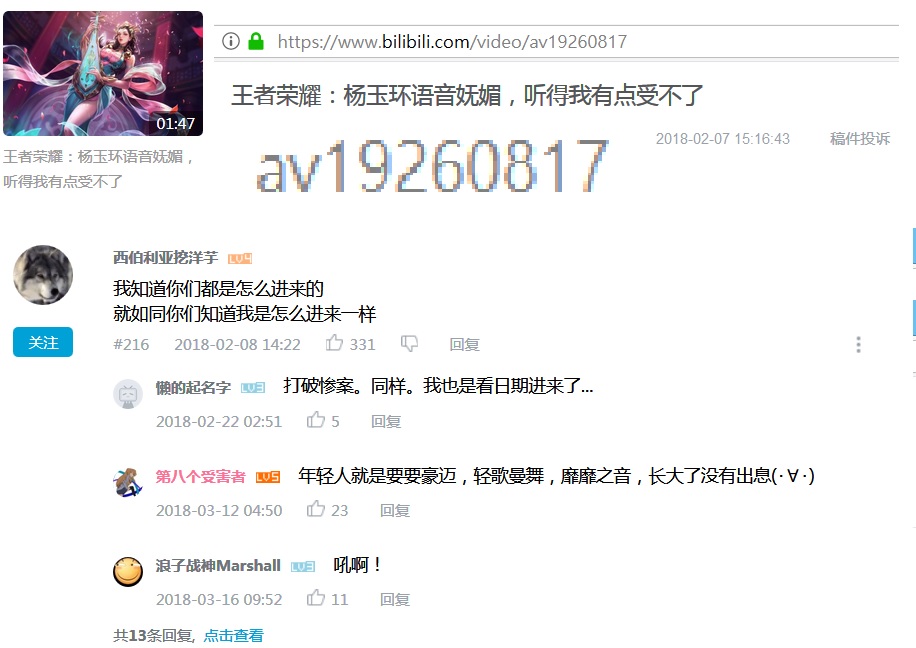 https://www.bilibili.com/video/av19260817
01:47
王者荣耀：杨玉环语音妩媚，
听得我有点受不了
王者荣耀：杨玉环语音妩媚，听得我有点受不了
2018-02-07 15:16:43 稿件投诉
av19260817
西伯利亚挖洋芋 LV4
我知道你们都是怎么进来的
就如同你们知道我是怎么进来一样
关注
#216 2018-02-08 14:22 331 回复
懒的起名字 LV3 打破惨案。同样。我也是看日期进来了...
2018-02-22 02:51 5 回复
第八个受害者 LV5 年轻人就是要要豪迈，轻歌曼舞，靡靡之音，长大了没有出息(·∀·)
2018-03-12 04:50 23 回复
浪子战神Marshall LV3 吼啊！
2018-03-16 09:52 11 回复
共13条回复, 点击查看